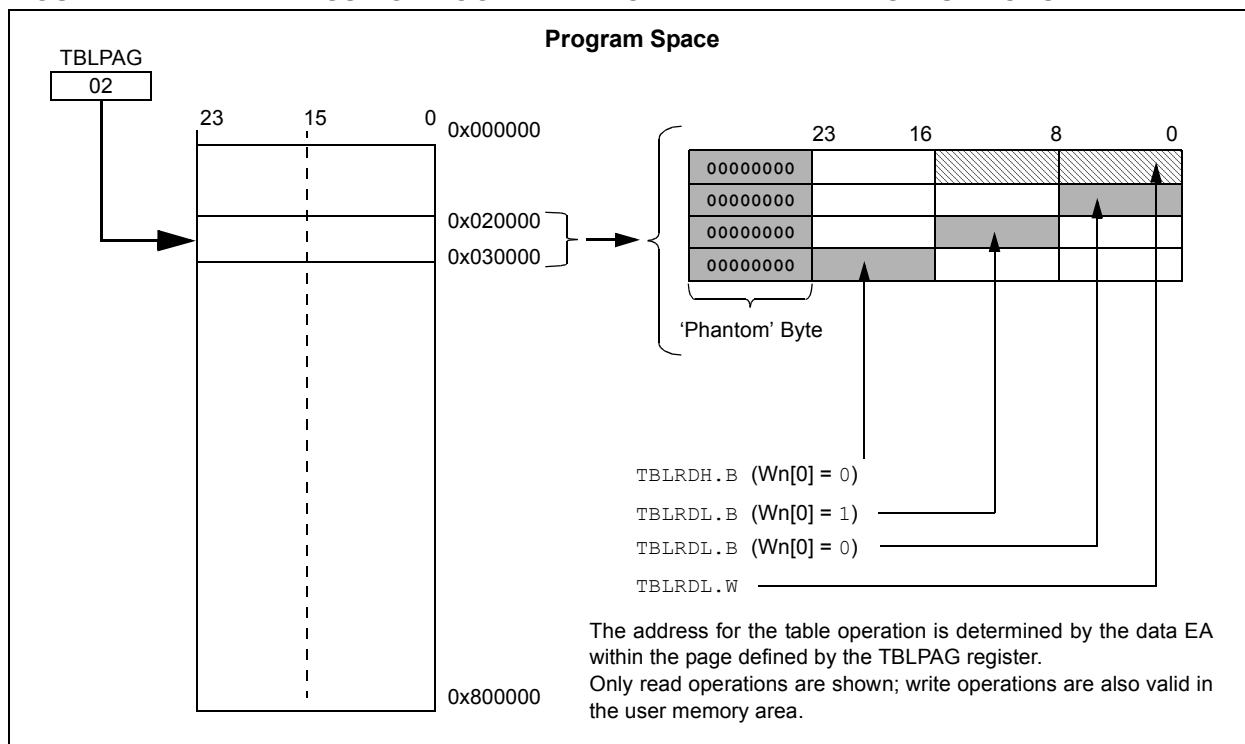 Program Space
TBLPAG
02
23 15 0
0x000000
0x020000
0x030000
0x800000
23 16 8 0
00000000
00000000
00000000
00000000
‘Phantom’ Byte
TBLRDH.B (Wn[0] = 0)
TBLRDL.B (Wn[0] = 1)
TBLRDL.B (Wn[0] = 0)
TBLRDL.W
The address for the table operation is determined by the data EA
within the page defined by the TBLPAG register.
Only read operations are shown; write operations are also valid in
the user memory area.